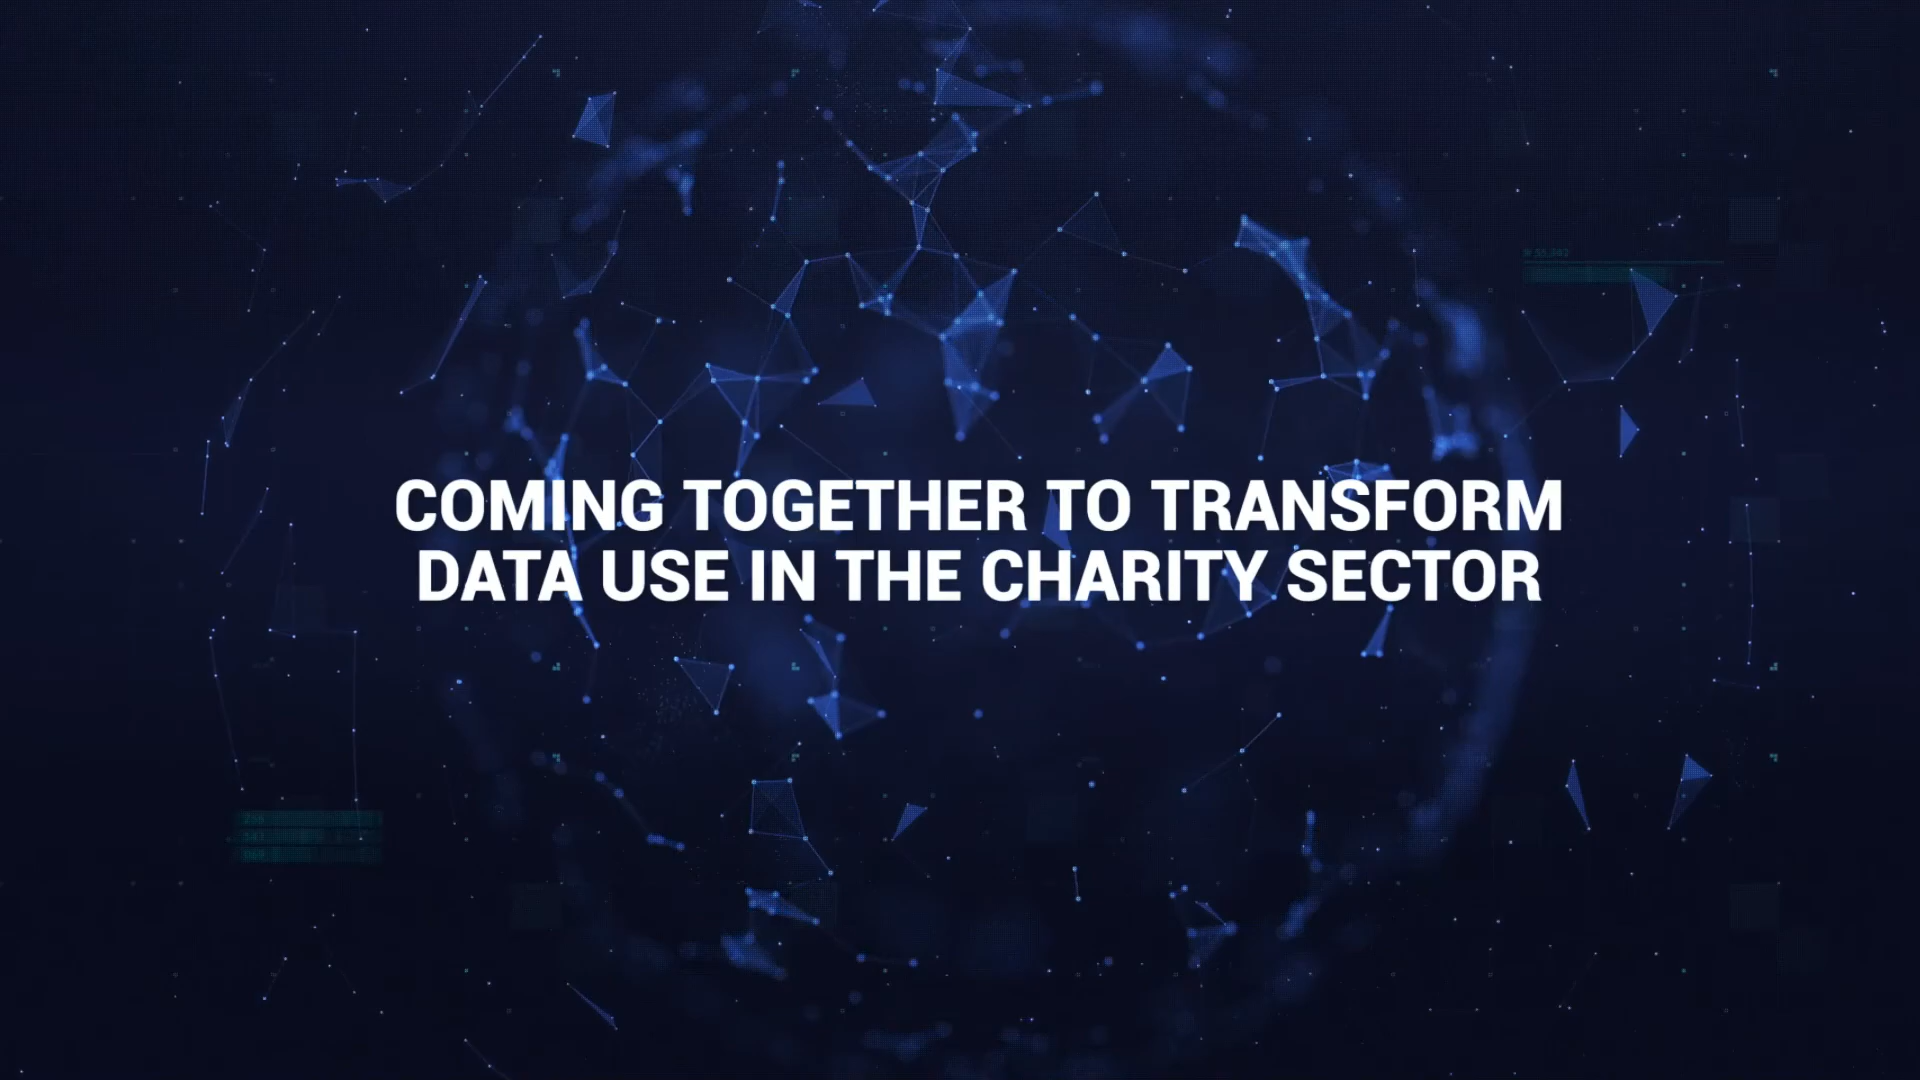 COMING TOGETHER TO TRANSFORM
DATA USE IN THE CHARITY SECTOR